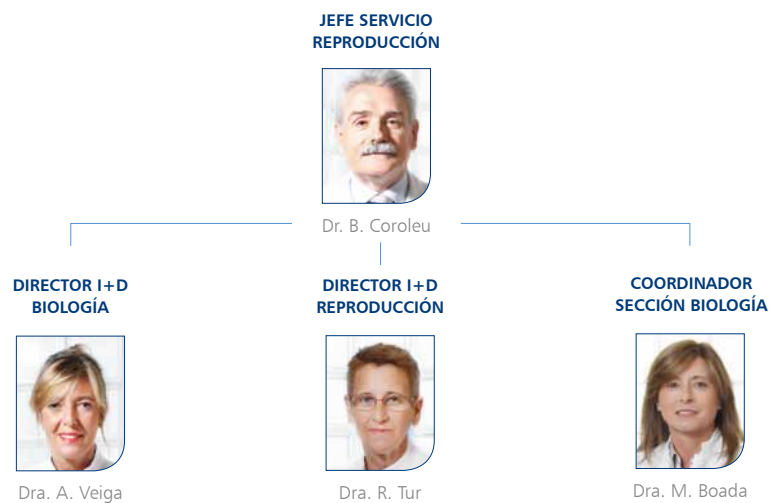 JEFE SERVICIO
REPRODUCCIÓN
Dr. B. Coroleu
DIRECTOR I+D
BIOLOGÍA
Dra. A. Veiga
DIRECTOR I+D
REPRODUCCIÓN
Dra. R. Tur
COORDINADOR
SECCIÓN BIOLOGÍA
Dra. M. Boada